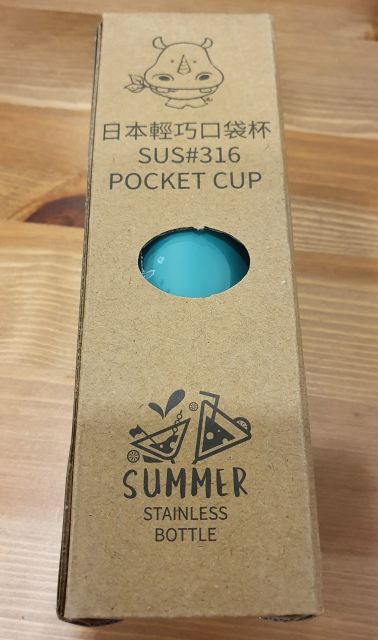 日本輕巧口袋杯
SUS#316
POCKET CUP
SUMMER
STAINLESS
BOTTLE